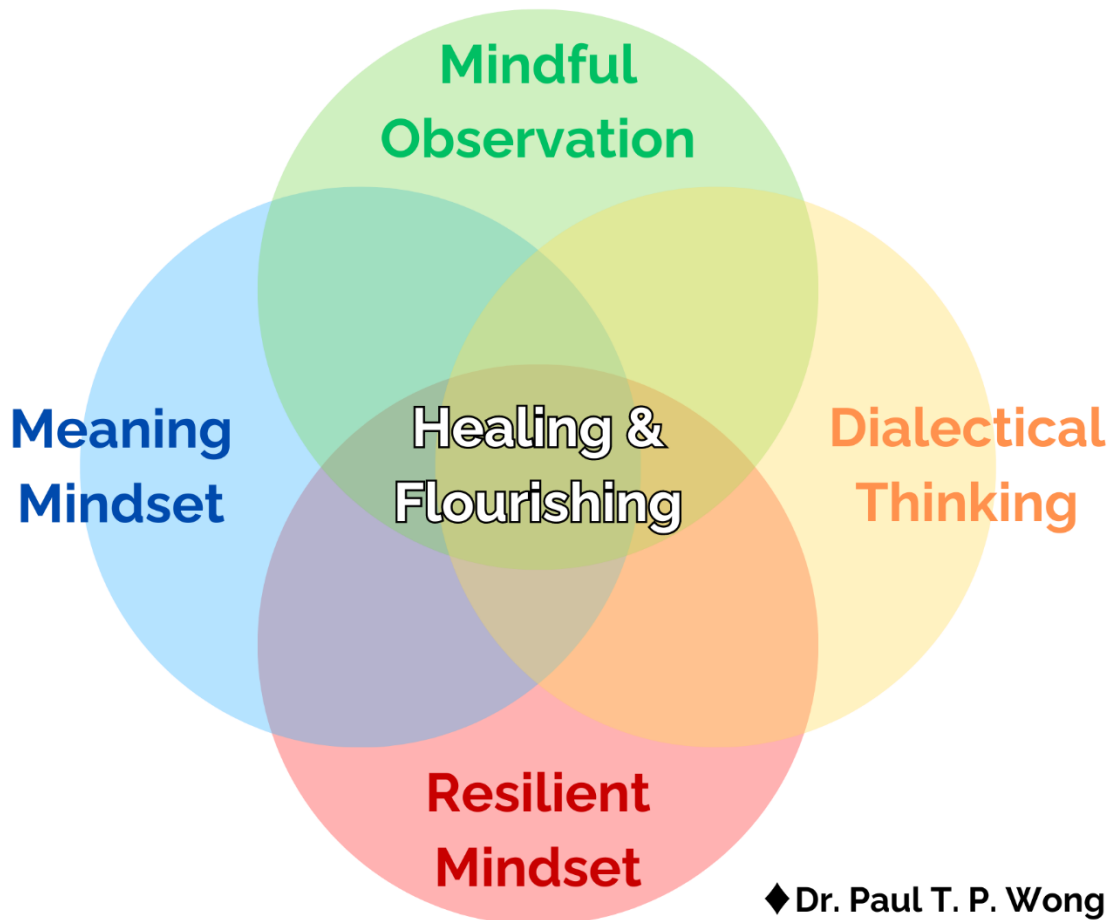 Mindful
Observation
Meaning
Mindset
Healing &
Flourishing
Dialectical
Thinking
Resilient
Mindset
♦ Dr. Paul T. P. Wong